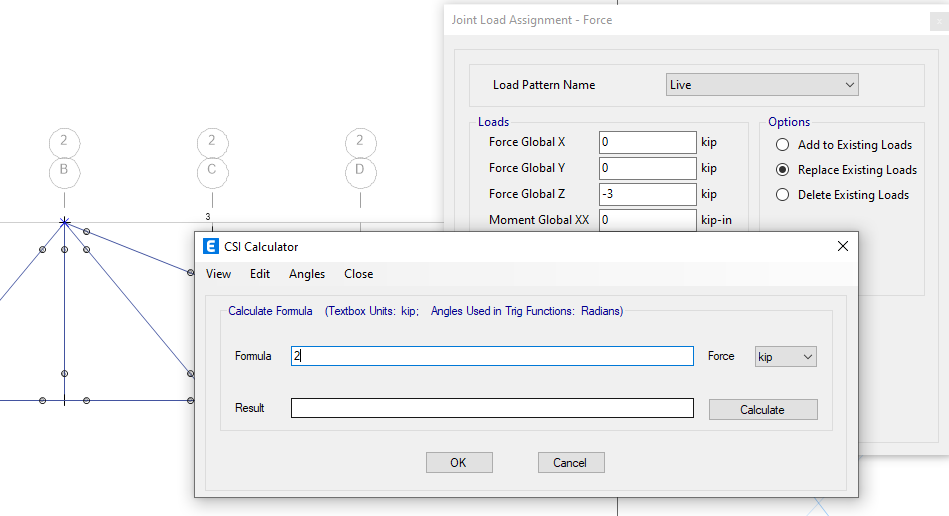 Joint Load Assignment - Force
Load Pattern Name Live
Loads
Options
Force Global X 0 kip
Add to Existing Loads
Force Global Y 0 kip
Replace Existing Loads
Force Global Z -3 kip
Delete Existing Loads
Moment Global XX 0 kip-in
2 2 2
B C D
3
E CSI Calculator
View Edit Angles Close
Calculate Formula (Textbox Units: kip; Angles Used in Trig Functions: Radians)
Formula 2 Force kip
Result Calculate
OK Cancel